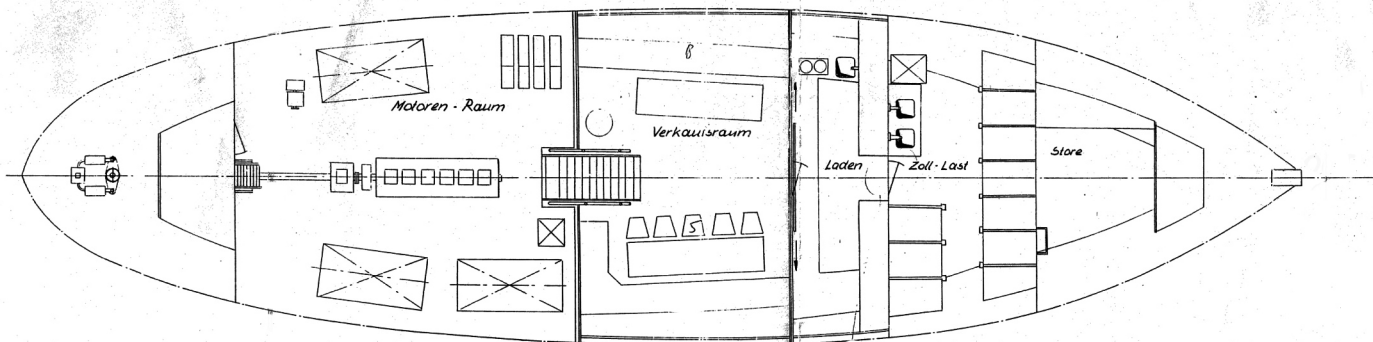 Motoren - Raum
Verkaufsraum
Laden
Zoll - Last
Store